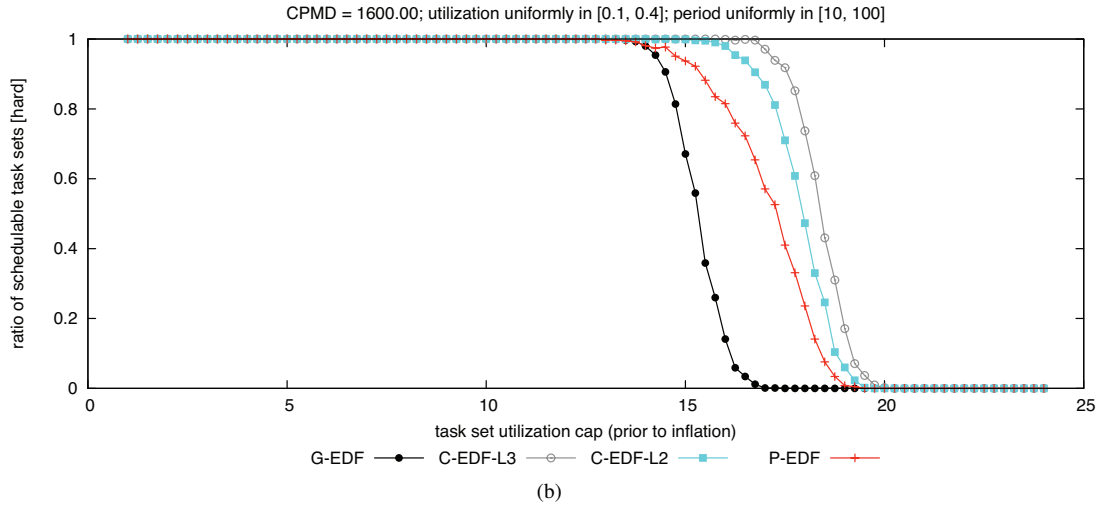 CPMD = 1600.00; utilization uniformly in [0.1, 0.4]; period uniformly in [10, 100]
ratio of schedulable task sets [hard]
1
0.8
0.6
0.4
0.2
0
0 5 10 15 20 25
task set utilization cap (prior to inflation)
G-EDF C-EDF-L3 C-EDF-L2 P-EDF
(b)